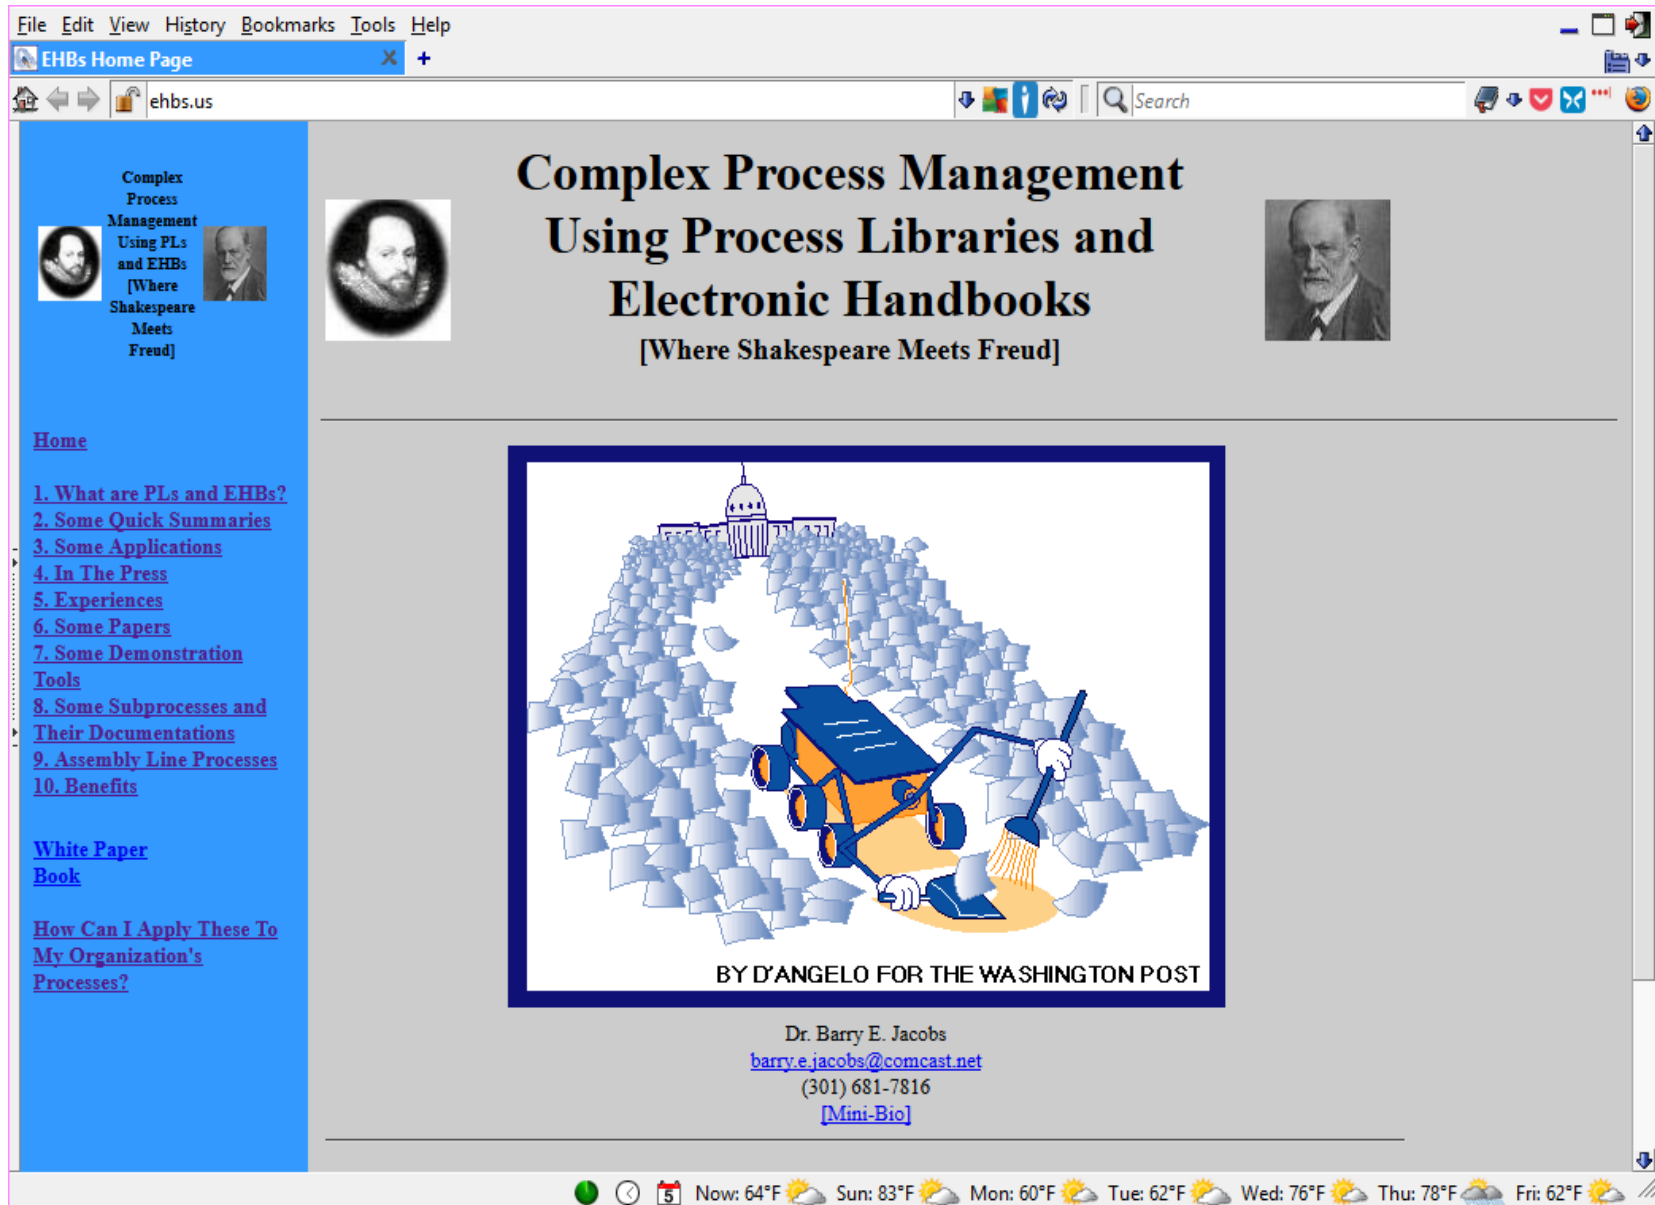 File Edit View History Bookmarks Tools Help
EHBs Home Page
ehbs.us
Search
Complex
Process
Management
Using PLs
and EHBs
[Where
Shakespeare
Meets
Freud]
Home
1. What are PLs and EHBs?
2. Some Quick Summaries
3. Some Applications
4. In The Press
5. Experiences
6. Some Papers
7. Some Demonstration
Tools
8. Some Subprocesses and
Their Documentations
9. Assembly Line Processes
10. Benefits
White Paper
Book
How Can I Apply These To
My Organization's
Processes?
Complex Process Management
Using Process Libraries and
Electronic Handbooks
[Where Shakespeare Meets Freud]
BY D'ANGELO FOR THE WASHINGTON POST
Dr. Barry E. Jacobs
barry.e.jacobs@comcast.net
(301) 681-7816
[Mini-Bio]
5 Now: 64°F Sun: 83°F Mon: 60°F Tue: 62°F Wed: 76°F Thu: 78°F Fri: 62°F